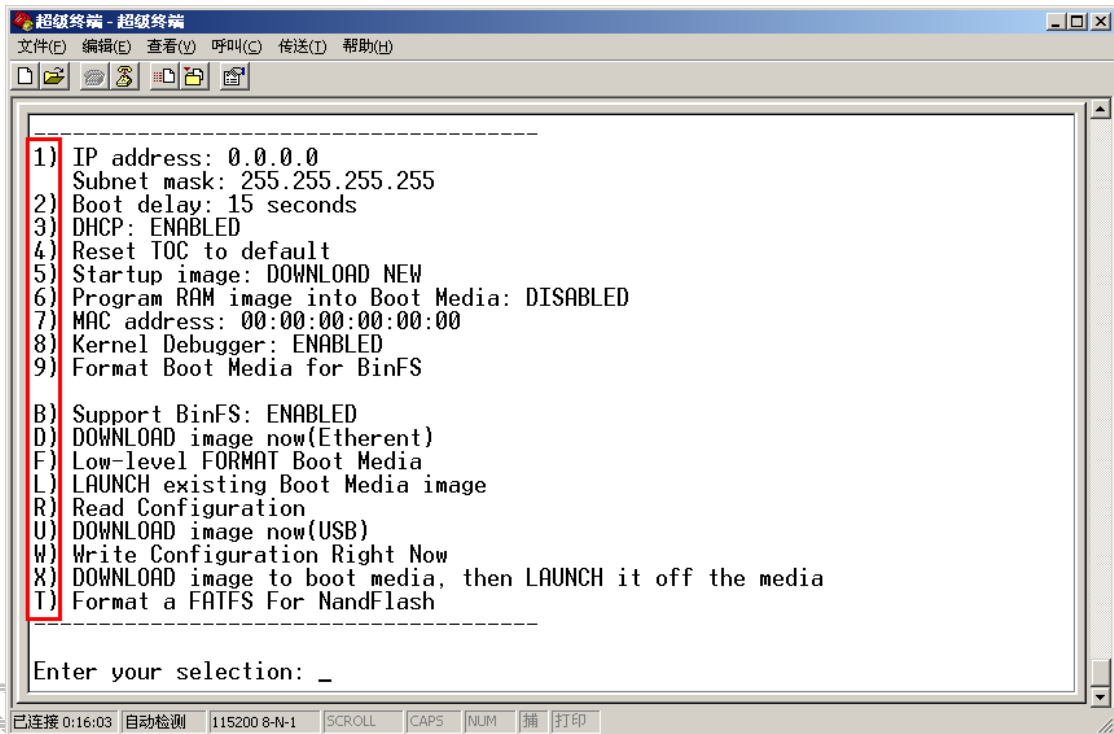 超级终端 - 超级终端
文件(F) 编辑(E) 查看(V) 呼叫(C) 传送(T) 帮助(H)
----------------------------------------
1) IP address: 0.0.0.0
Subnet mask: 255.255.255.255
2) Boot delay: 15 seconds
3) DHCP: ENABLED
4) Reset TOC to default
5) Startup image: DOWNLOAD NEW
6) Program RAM image into Boot Media: DISABLED
7) MAC address: 00:00:00:00:00:00
8) Kernel Debugger: ENABLED
9) Format Boot Media for BinFS
B) Support BinFS: ENABLED
D) DOWNLOAD image now(Etherent)
F) Low-level FORMAT Boot Media
L) LAUNCH existing Boot Media image
R) Read Configuration
U) DOWNLOAD image now(USB)
W) Write Configuration Right Now
X) DOWNLOAD image to boot media, then LAUNCH it off the media
T) Format a FATFS For NandFlash
----------------------------------------
Enter your selection: _
已连接 0:16:03 自动检测 115200 8-N-1 SCROLL CAPS NUM 捕 打印